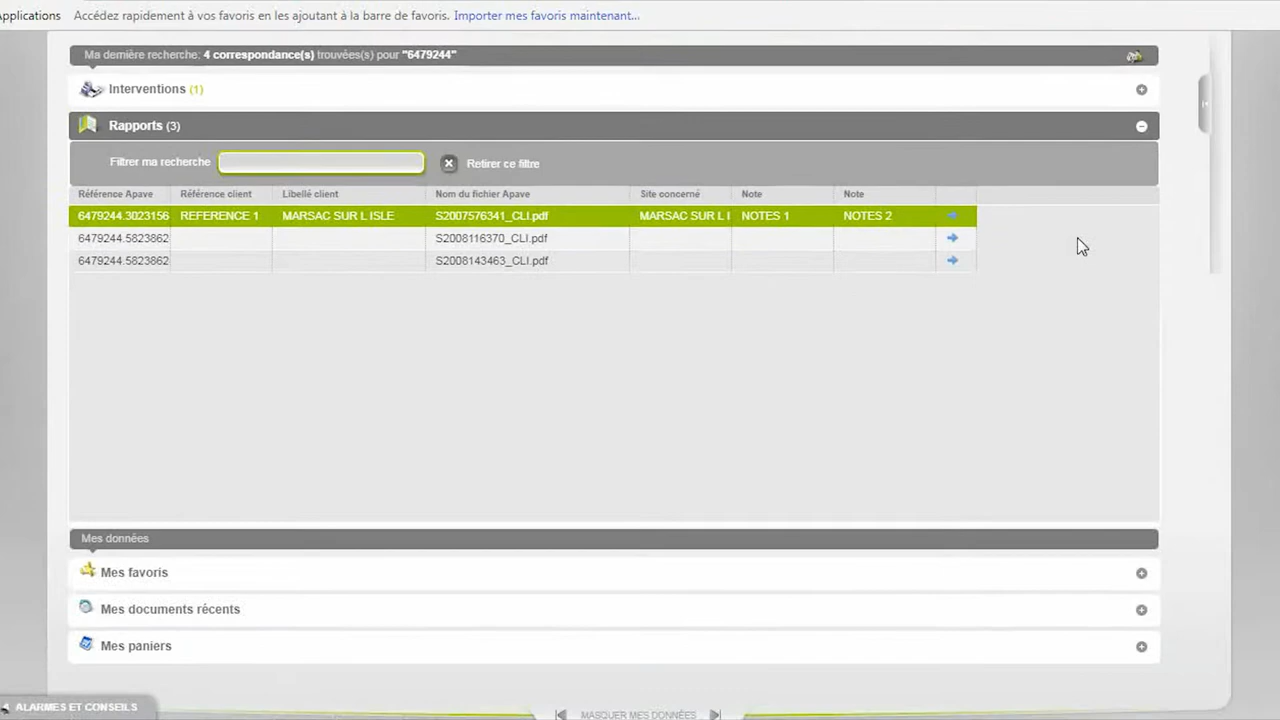 Applications Accédez rapidement à vos favoris en les ajoutant à la barre de favoris. Importer mes favoris maintenant...
Ma dernière recherche: 4 correspondance(s) trouvées(s) pour "6479244"
Interventions (1)
Rapports (3)
Filtrer ma recherche Retirer ce filtre
Référence Apave Référence client Libellé client Nom du fichier Apave Site concerné Note Note
6479244.3023156 REFERENCE 1 MARSAC SUR L ISLE S2007576341_CLI.pdf MARSAC SUR L I NOTES 1 NOTES 2
6479244.5823862 S2008116370_CLI.pdf
6479244.5823862 S2008143463_CLI.pdf
Mes données
Mes favoris
Mes documents récents
Mes paniers
ALARMES ET CONSEILS
MASQUER MES DONNÉES